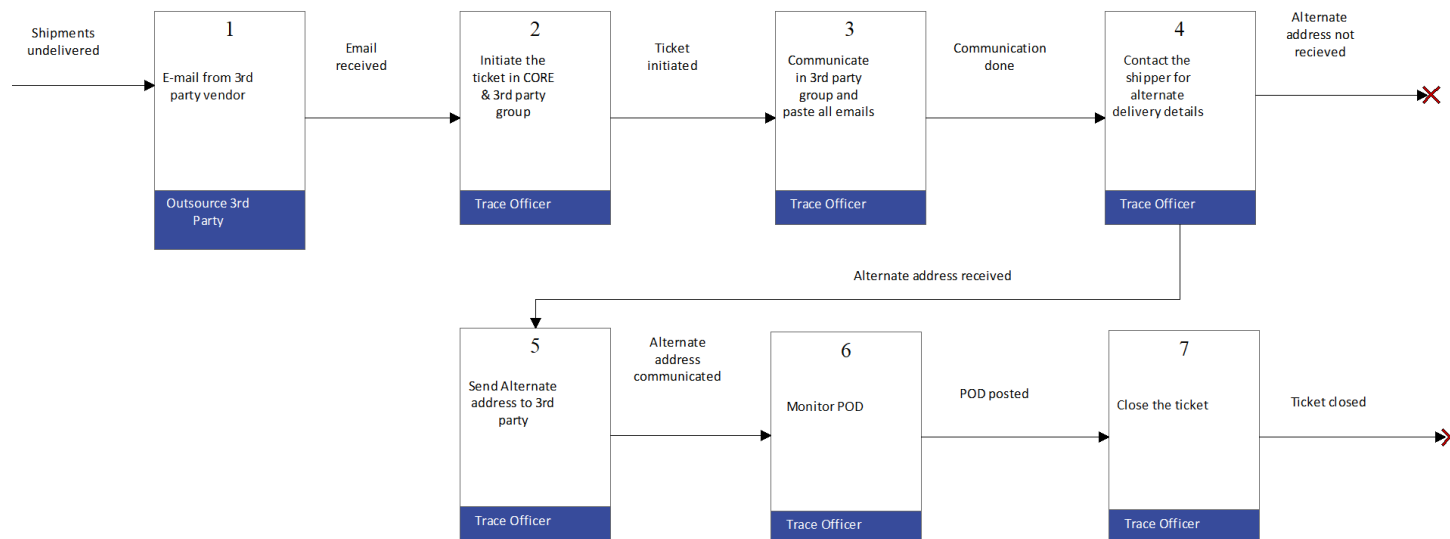 Shipments
undelivered
1
E-mail from 3rd
party vendor
Outsource 3rd
Party
Email
received
2
Initiate the
ticket in CORE
& 3rd party
group
Trace Officer
Ticket
initiated
3
Communicate
in 3rd party
group and
paste all emails
Trace Officer
Communication
done
4
Contact the
shipper for
alternate
delivery details
Trace Officer
Alternate
address not
recieved
Alternate address received
5
Send Alternate
address to 3rd
party
Trace Officer
Alternate
address
communicated
6
Monitor POD
Trace Officer
POD posted
7
Close the ticket
Trace Officer
Ticket closed